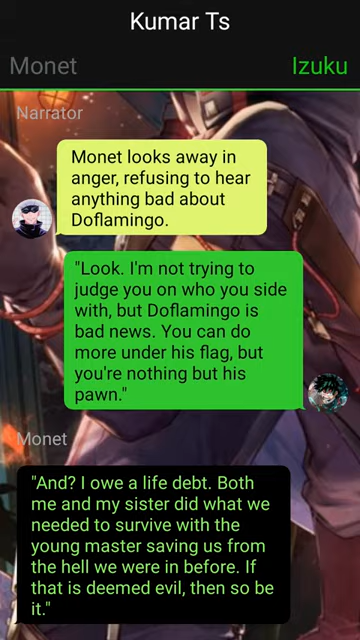 Kumar Ts
Monet
Izuku
Narrator
Monet looks away in
anger, refusing to hear
anything bad about
Doflamingo.
"Look. I'm not trying to
judge you on who you side
with, but Doflamingo is
bad news. You can do
more under his flag, but
you're nothing but his
pawn."
Monet
"And? I owe a life debt. Both
me and my sister did what we
needed to survive with the
young master saving us from
the hell we were in before. If
that is deemed evil, then so be
it."